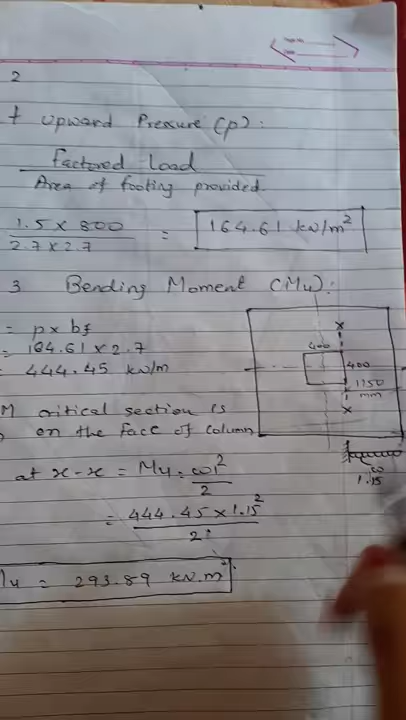 2
t Upward Pressure (p):
Factored Load
Area of footing provided
1.5 x 800
2.7 x 2.7
= 164.61 kN/m²
3 Bending Moment (Mu):
= p x bf
= 164.61 x 2.7
= 444.45 kN/m
400
400
1150
mm
x
x
M critical section is
on the face of column
at x-x = Mu = ωl²
2
= 444.45 x 1.15²
2
ω
1.15
Mu = 293.89 kN.m²